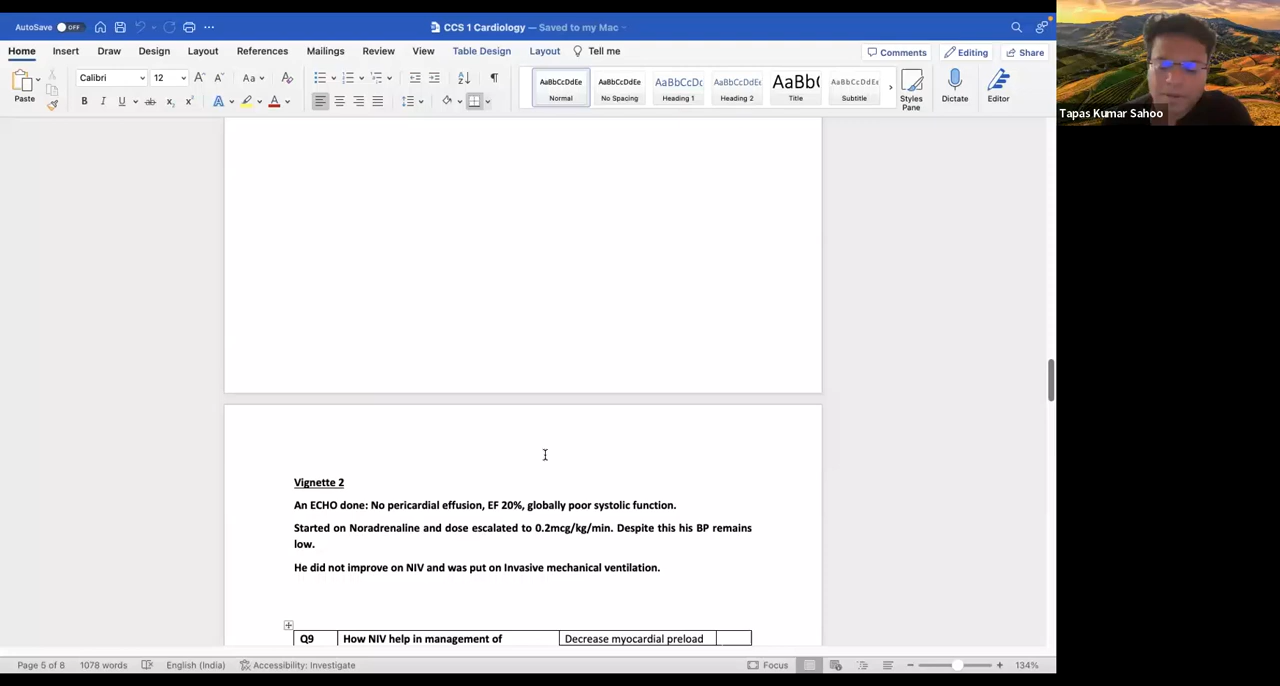 AutoSave OFF
CCS 1 Cardiology — Saved to my Mac
Home Insert Draw Design Layout References Mailings Review View Table Design Layout Tell me
Comments Editing Share
Paste
Calibri 12
AaBbCcDdEe AaBbCcDdEe AaBbCcDc AaBbCcDdEe AaBb( AaBbCcDdEe
Normal No Spacing Heading 1 Heading 2 Title Subtitle
Styles Pane
Dictate
Editor
Tapas Kumar Sahoo
Vignette 2
An ECHO done: No pericardial effusion, EF 20%, globally poor systolic function.
Started on Noradrenaline and dose escalated to 0.2mcg/kg/min. Despite this his BP remains
low.
He did not improve on NIV and was put on Invasive mechanical ventilation.
Q9 How NIV help in management of Decrease myocardial preload
Page 5 of 8 1078 words English (India) Accessibility: Investigate Focus 134%